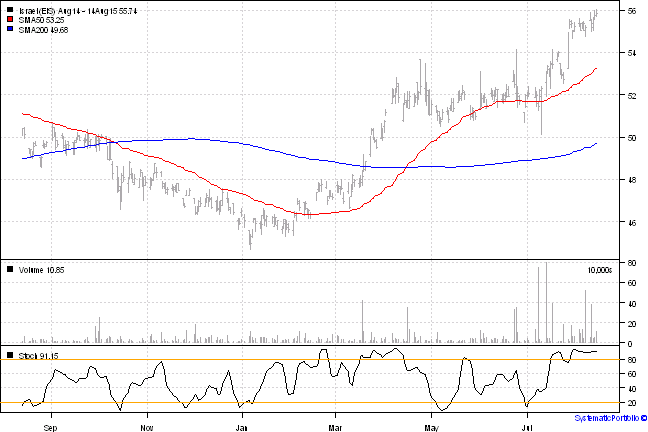 Israel (EIS) Aug14 - 14Aug15 55.74
SMA50 53.25
SMA200 49.68
56
54
52
50
48
46
Volume 10.85
10,000s
80
60
40
20
0
Stoch 91.15
80
60
40
20
Sep Nov Jan Mar May Jul
SystematicPortfolio ©